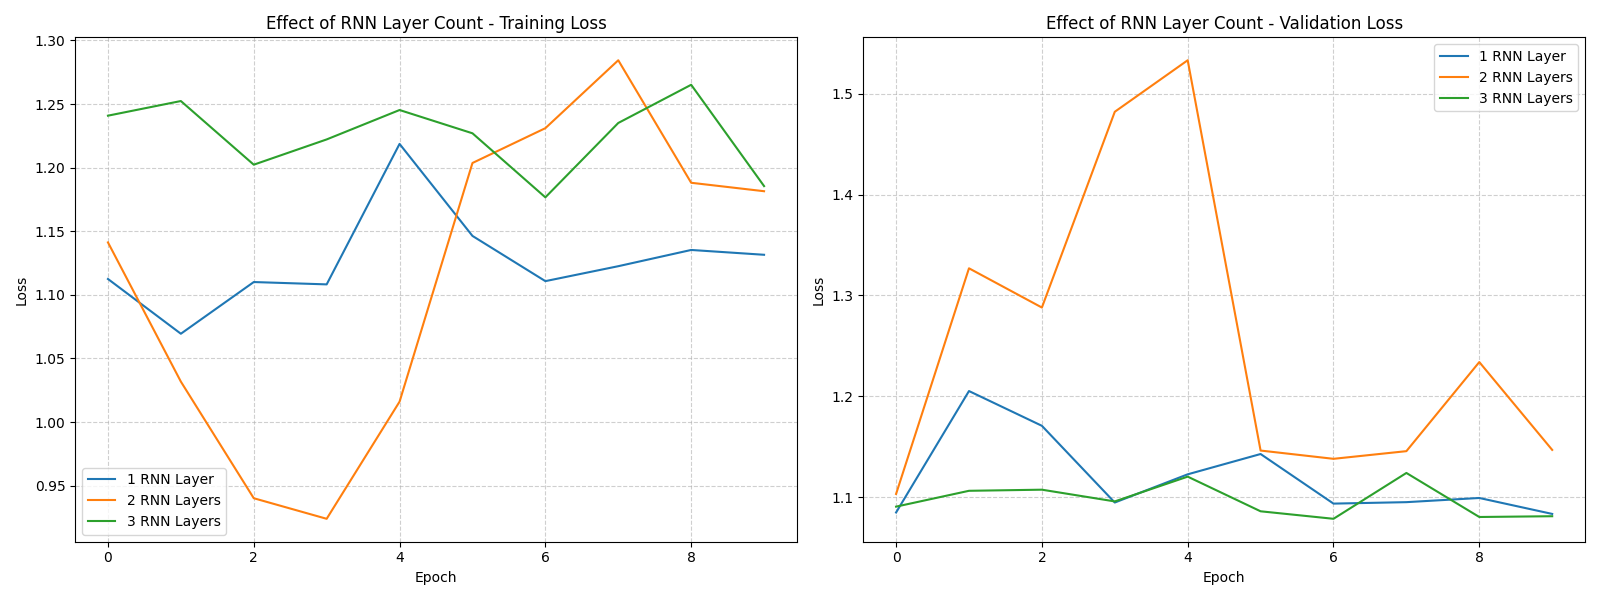 Effect of RNN Layer Count - Training Loss
1.30
1.25
1.20
1.15
1.10
1.05
1.00
0.95
Loss
1 RNN Layer
2 RNN Layers
3 RNN Layers
0 2 4 6 8
Epoch
Effect of RNN Layer Count - Validation Loss
1 RNN Layer
2 RNN Layers
3 RNN Layers
1.5
1.4
1.3
1.2
1.1
Loss
0 2 4 6 8
Epoch